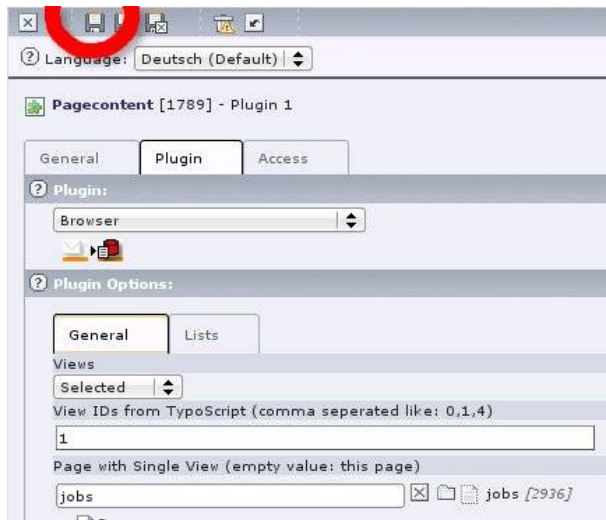 Language: Deutsch (Default)
Pagecontent [1789] - Plugin 1
General Plugin Access
Plugin:
Browser
Plugin Options:
General Lists
Views
Selected
View IDs from TypoScript (comma seperated like: 0,1,4)
1
Page with Single View (empty value: this page)
jobs jobs [2936]